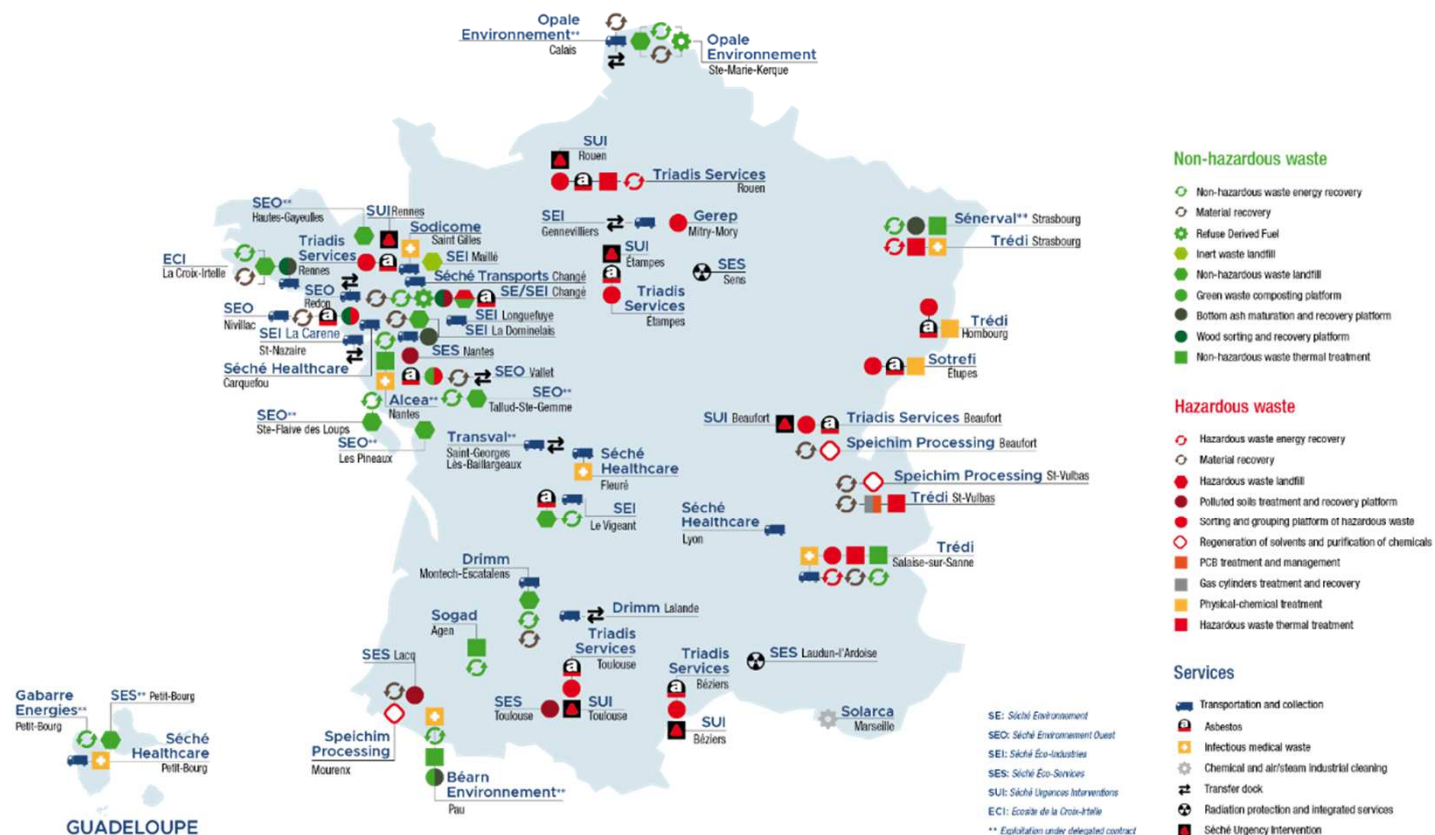 Opale
Environnement**
Calais
Opale
Environnement
Ste-Marie-Kerque
SUI
Rouen
Triadis Services
Rouen
SEO**
Hautes-Gayeulles
SUI Rennes
Sodicome
Saint Gilles
SEI
Gennevilliers
Gerep
Mitry-Mory
Sénerval** Strasbourg
Trédi Strasbourg
ECI
La Croix-Irtelle
Triadis
Services
Rennes
SEI Maillé
SUI
Étampes
SES
Sens
Séché Transports Changé
SEO
Redon
SE/SEI Changé
Triadis
Services
Étampes
SEO
Nivillac
SEI Longuefuye
SEI La Dominelais
SEI La Carene
St-Nazaire
Trédi
Hombourg
SES Nantes
Séché Healthcare
Carquefou
SEO Vallet
Sotrefi
Étupes
Alcea**
Nantes
SEO**
Tallud-Ste-Gemme
SEO**
Ste-Flaive des Loups
SEO**
Les Pineaux
SUI Beaufort
Triadis Services Beaufort
Transval**
Saint-Georges
Lès-Baillargeaux
Séché
Healthcare
Fleuré
Speichim Processing Beaufort
Speichim Processing St-Vulbas
SEI
Le Vigeant
Séché
Healthcare
Lyon
Trédi St-Vulbas
Drimm
Montech-Escatalens
Trédi
Salaise-sur-Sanne
Sogad
Agen
Drimm Lalande
Triadis
Services
Toulouse
SES Lacq
Triadis
Services
Béziers
SES Laudun-l'Ardoise
SES
Toulouse
SUI
Toulouse
SUI
Béziers
Solarca
Marseille
Speichim
Processing
Mourenx
Béarn
Environnement**
Pau
Gabarre
Energies**
Petit-Bourg
SES** Petit-Bourg
Séché
Healthcare
Petit-Bourg
GUADELOUPE
SE: Séché Environnement
SEO: Séché Environnement Ouest
SEI: Séché Éco-Industries
SES: Séché Éco-Services
SUI: Séché Urgences Interventions
ECI: Ecosite de la Croix-Irtelle
** Exploitation under delegated contract
Non-hazardous waste
Non-hazardous waste energy recovery
Material recovery
Refuse Derived Fuel
Inert waste landfill
Non-hazardous waste landfill
Green waste composting platform
Bottom ash maturation and recovery platform
Wood sorting and recovery platform
Non-hazardous waste thermal treatment
Hazardous waste
Hazardous waste energy recovery
Material recovery
Hazardous waste landfill
Polluted soils treatment and recovery platform
Sorting and grouping platform of hazardous waste
Regeneration of solvents and purification of chemicals
PCB treatment and management
Gas cylinders treatment and recovery
Physical-chemical treatment
Hazardous waste thermal treatment
Services
Transportation and collection
Asbestos
Infectious medical waste
Chemical and air/steam industrial cleaning
Transfer dock
Radiation protection and integrated services
Séché Urgency Intervention